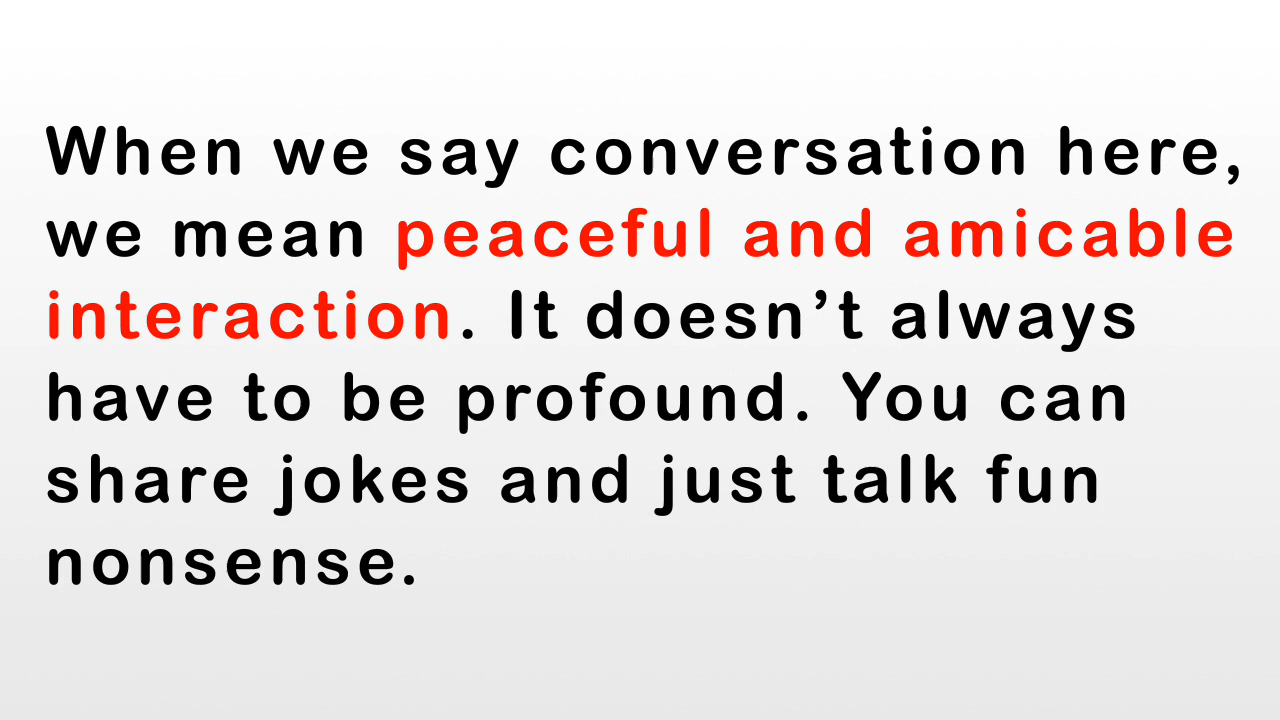 When we say conversation here,
we mean peaceful and amicable
interaction. It doesn’t always
have to be profound. You can
share jokes and just talk fun
nonsense.